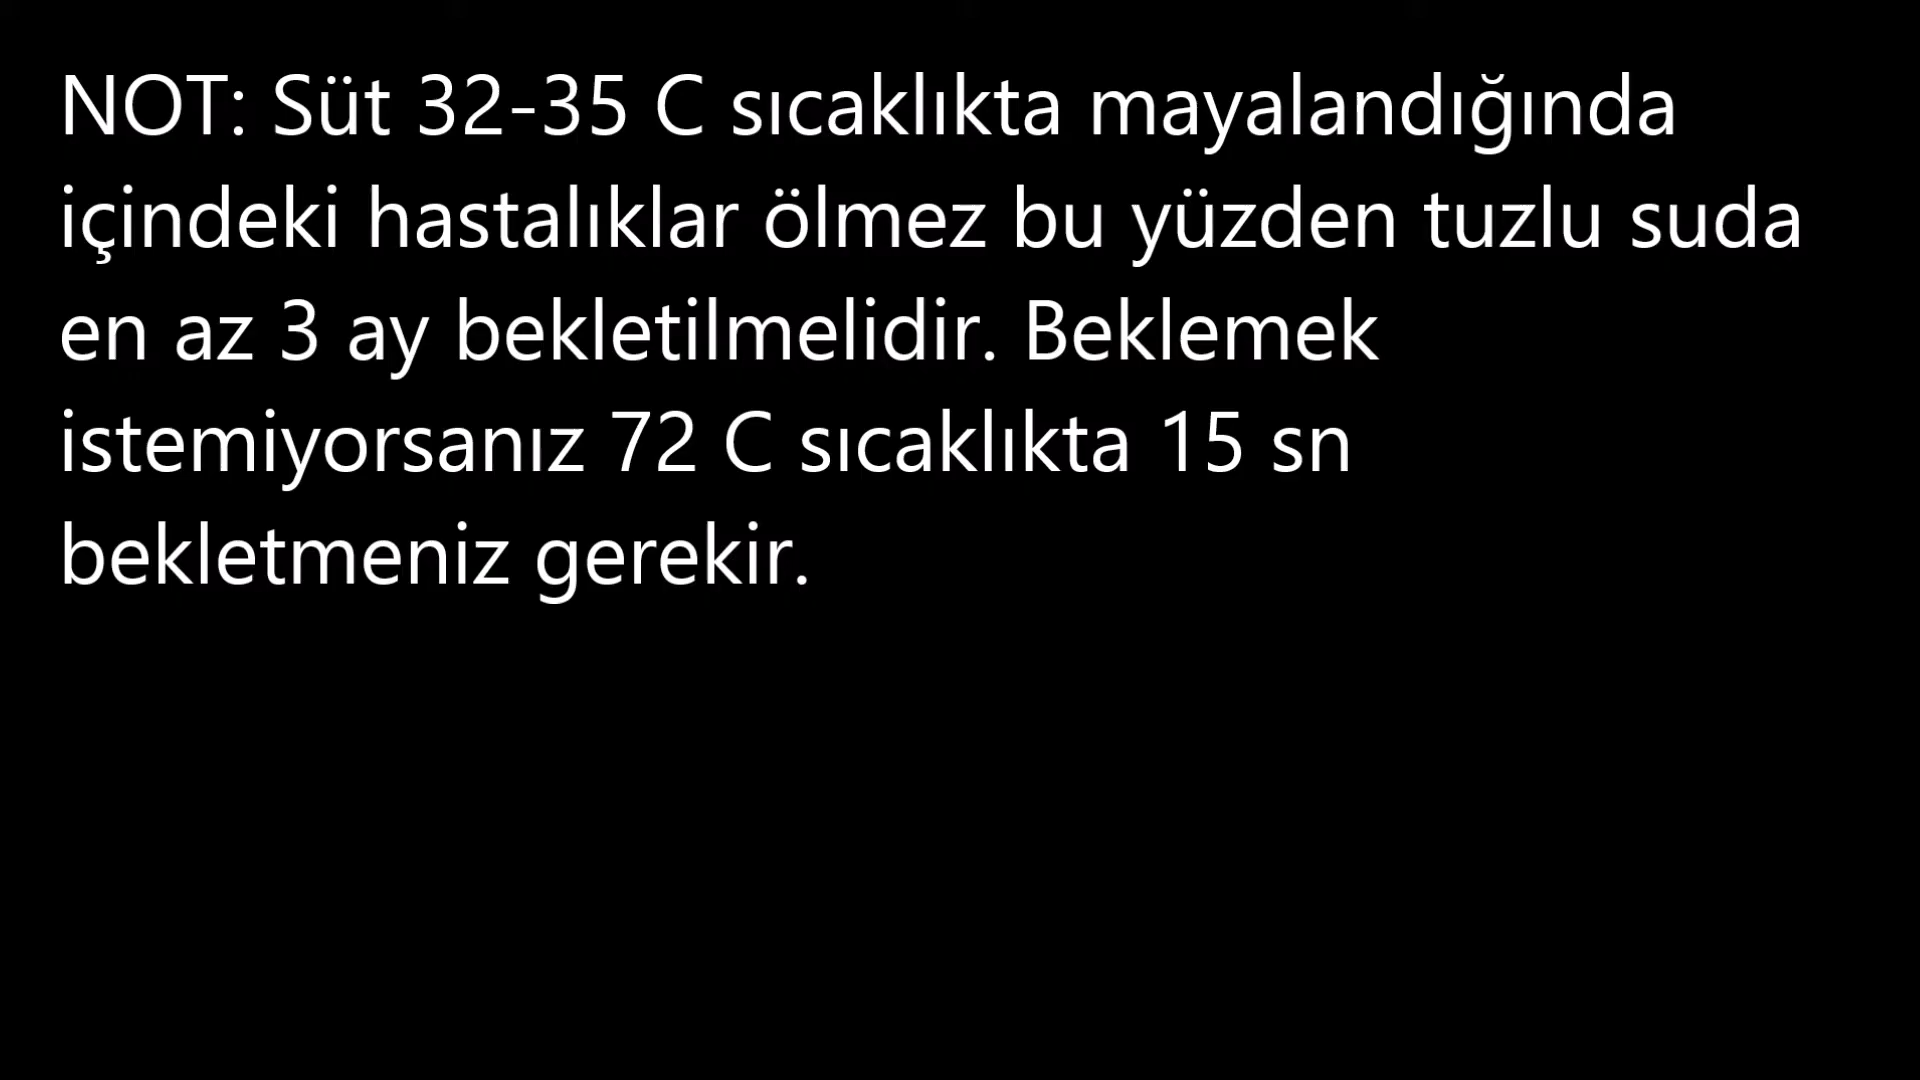 NOT: Süt 32-35 C sıcaklıkta mayalandığında
içindeki hastalıklar ölmez bu yüzden tuzlu suda
en az 3 ay bekletilmelidir. Beklemek
istemiyorsanız 72 C sıcaklıkta 15 sn
bekletmeniz gerekir.